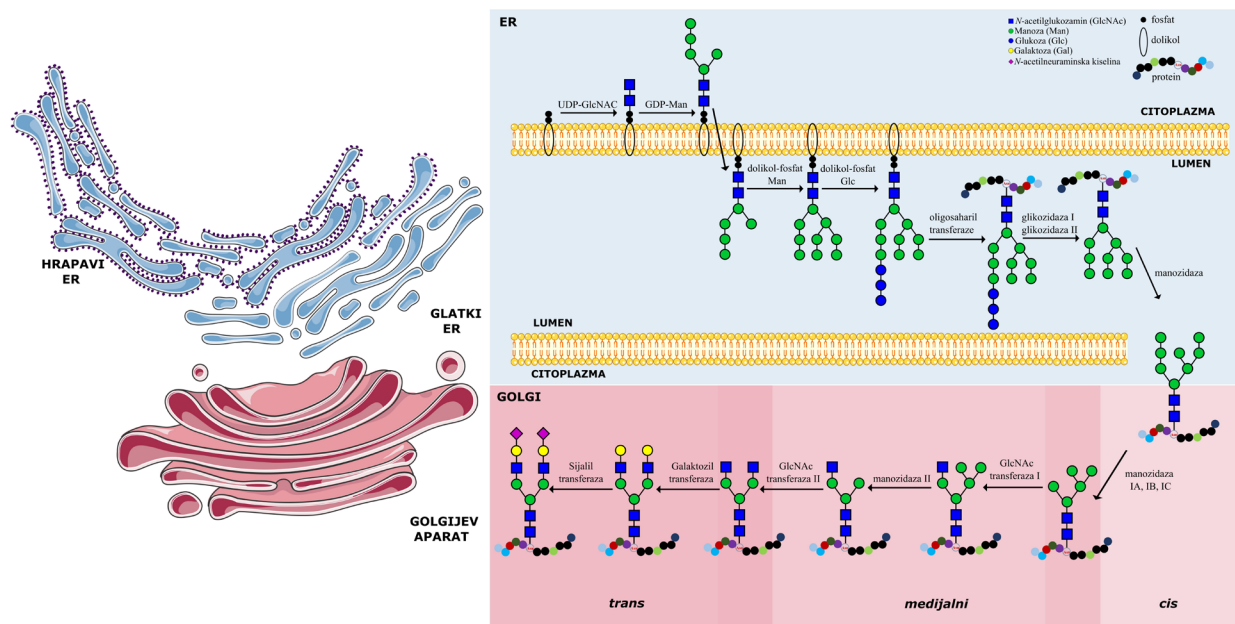 HRAPAVI
ER
GLATKI
ER
GOLGIJEV
APARAT
ER
N-acetilglukozamin (GlcNAc)
Manoza (Man)
Glukoza (Glc)
Galaktoza (Gal)
N-acetilneuraminska kiselina
fosfat
dolikol
protein
CITOPLAZMA
UDP-GlcNAC
GDP-Man
LUMEN
dolikol-fosfat
Man
dolikol-fosfat
Glc
oligosaharil
transferaze
glikozidaza I
glikozidaza II
manozidaza
LUMEN
CITOPLAZMA
GOLGI
Sijalil
transferaza
Galaktozil
transferaza
GlcNAc
transferaza II
manozidaza II
GlcNAc
transferaza I
manozidaza
IA, IB, IC
trans
medijalni
cis